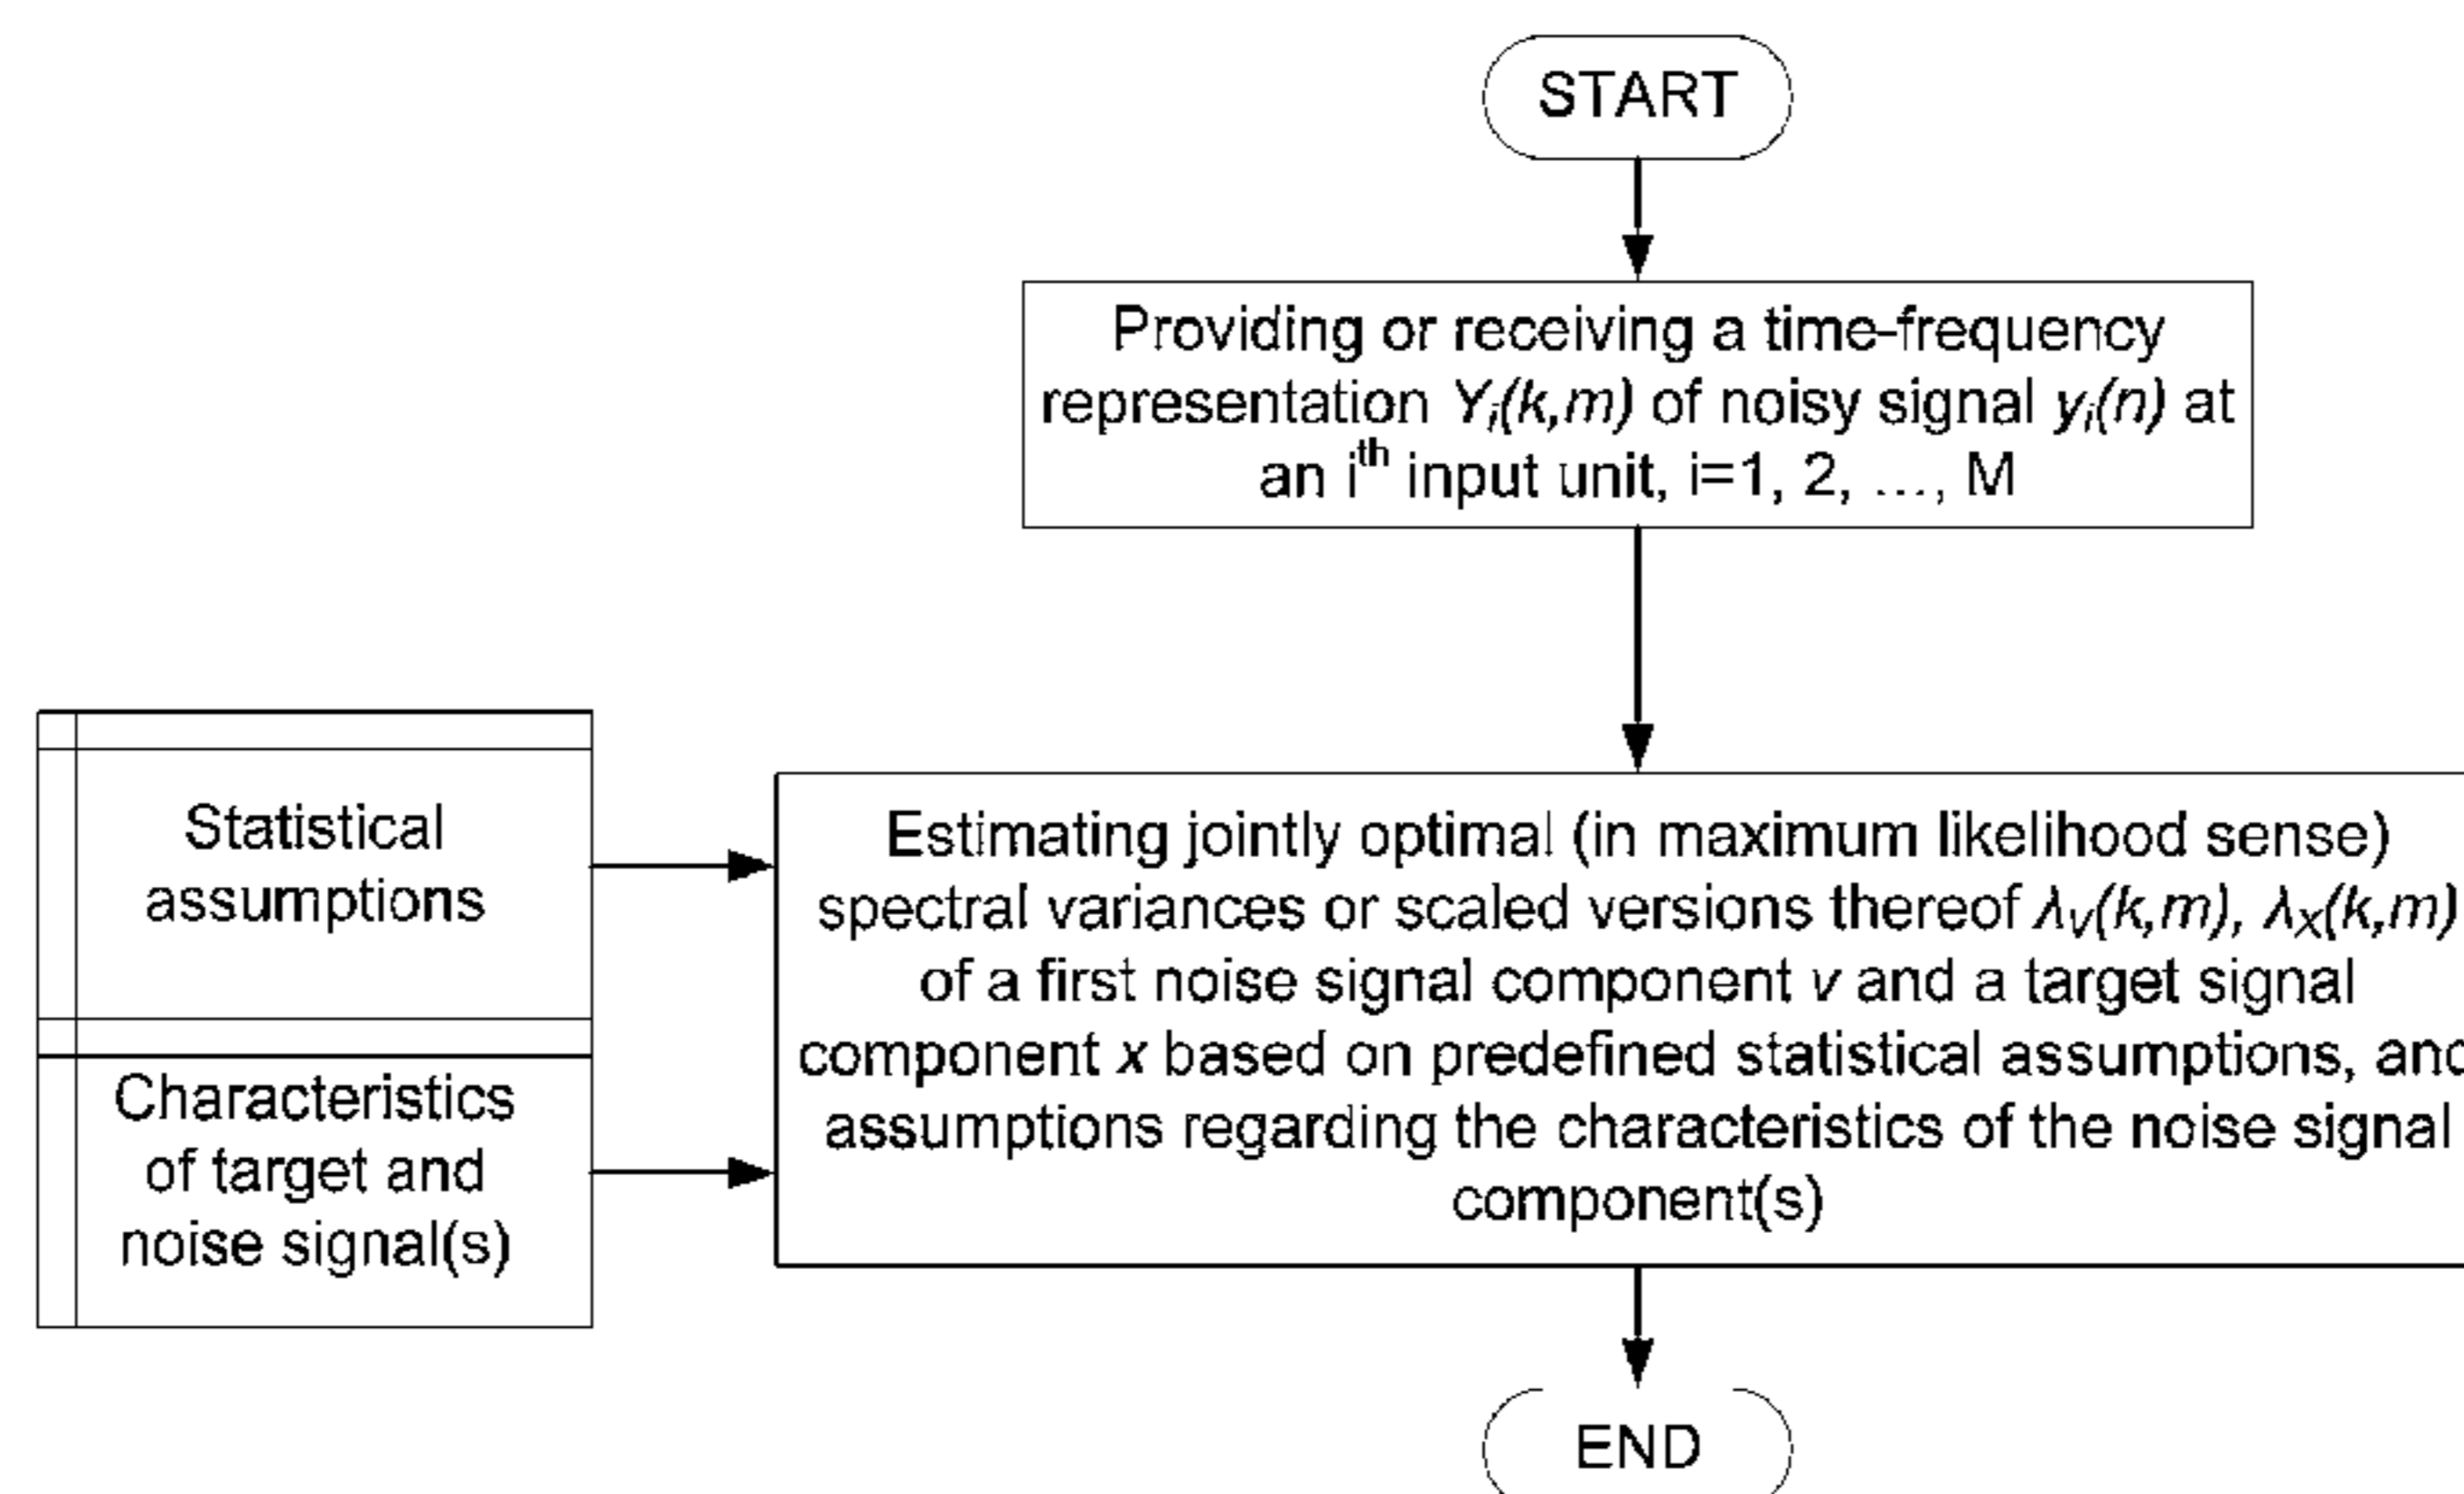 START
Providing or receiving a time-frequency
representation Yᵢ(k,m) of noisy signal yᵢ(n) at
an iᵗʰ input unit, i=1, 2, ..., M
Statistical
assumptions
Characteristics
of target and
noise signal(s)
Estimating jointly optimal (in maximum likelihood sense)
spectral variances or scaled versions thereof λV(k,m), λX(k,m)
of a first noise signal component v and a target signal
component x based on predefined statistical assumptions, and
assumptions regarding the characteristics of the noise signal
component(s)
END